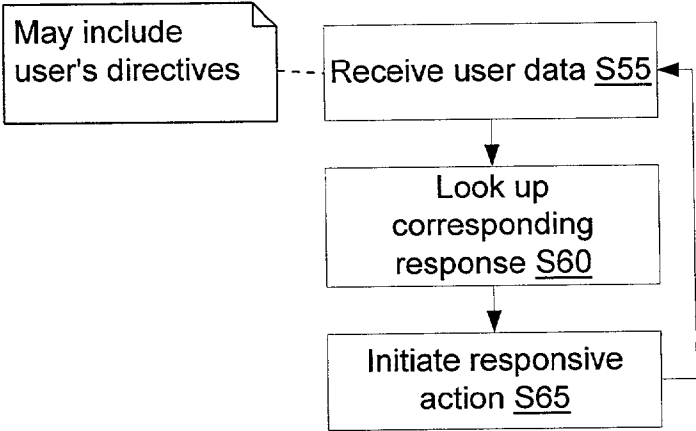 May include
user's directives
Receive user data S55
Look up
corresponding
response S60
Initiate responsive
action S65